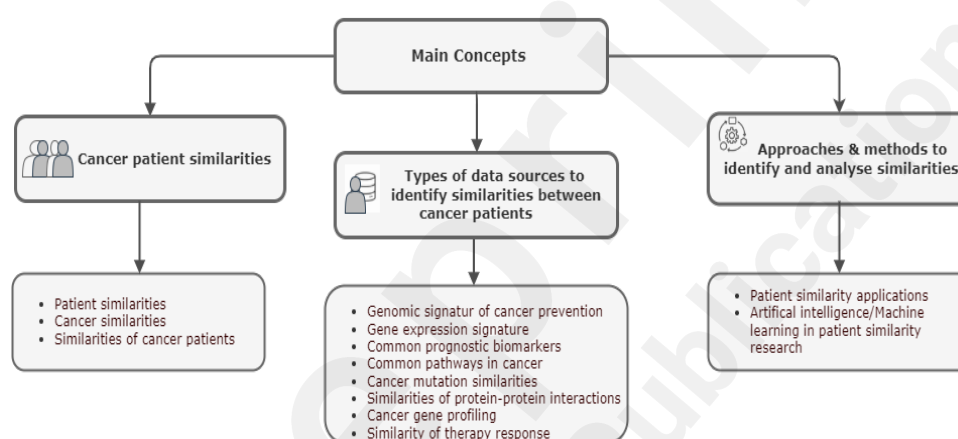 Main Concepts
Cancer patient similarities
Types of data sources to
identify similarities between
cancer patients
Approaches & methods to
identify and analyse similarities
• Patient similarities
• Cancer similarities
• Similarities of cancer patients
• Genomic signatur of cancer prevention
• Gene expression signature
• Common prognostic biomarkers
• Common pathways in cancer
• Cancer mutation similarities
• Similarities of protein-protein interactions
• Cancer gene profiling
• Similarity of therapy response
• Patient similarity applications
• Artifical intelligence/Machine
learning in patient similarity
research